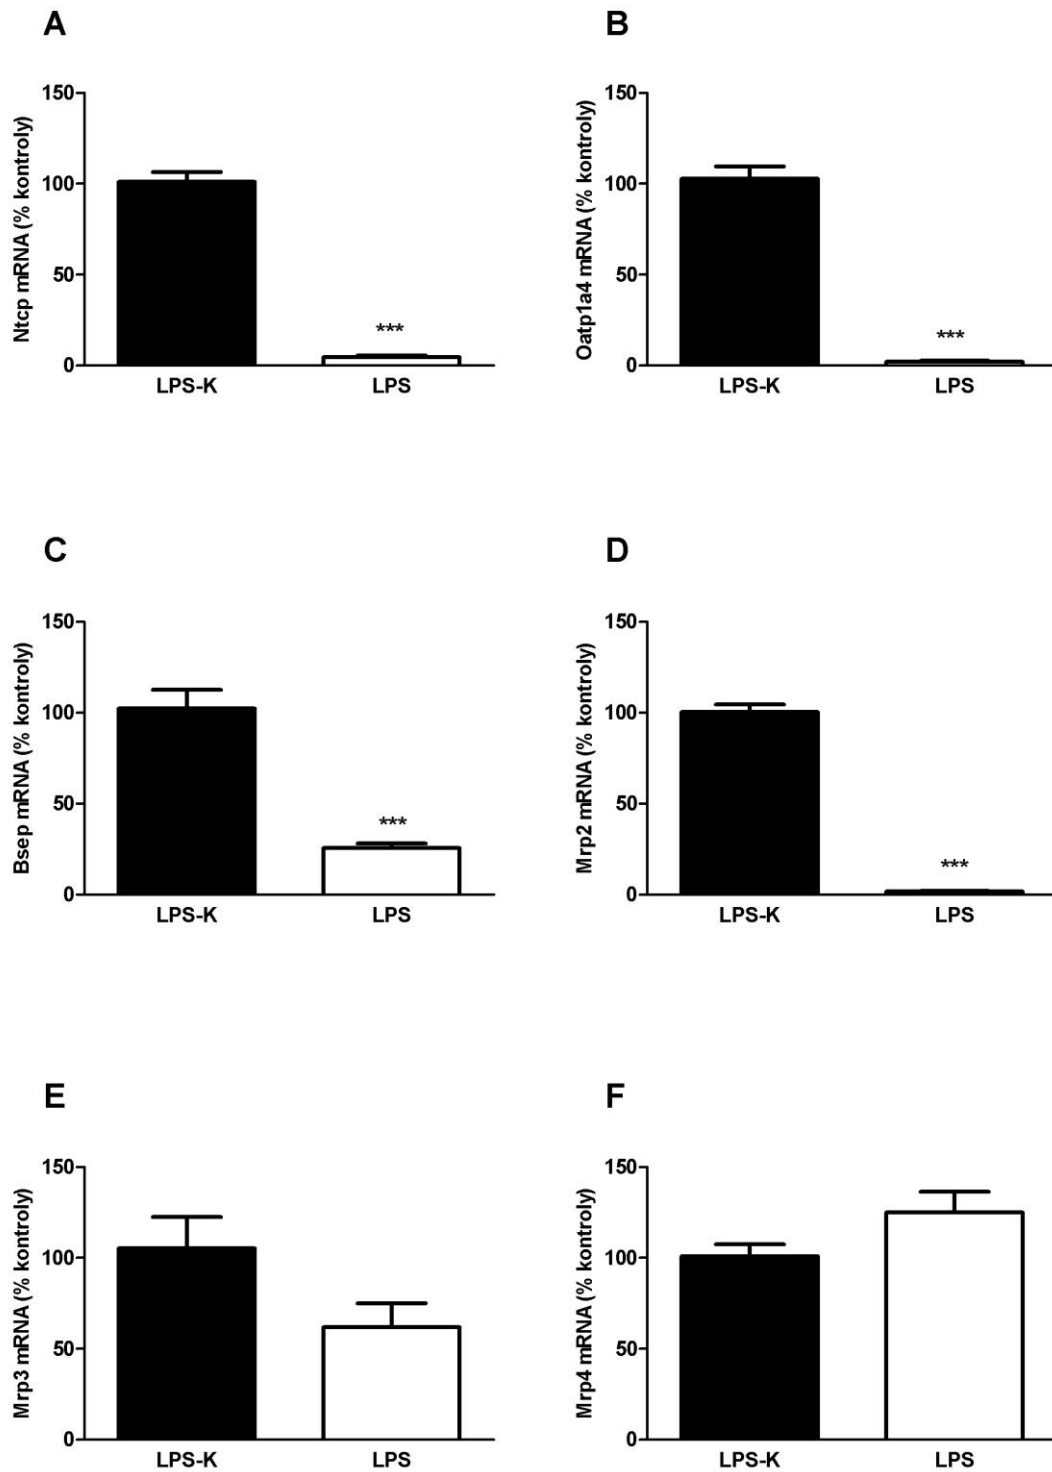 A
Ntcp mRNA (% kontroly)
150
100
50
0
***
LPS-K
LPS
B
Oatp1a4 mRNA (% kontroly)
150
100
50
0
***
LPS-K
LPS
C
Bsep mRNA (% kontroly)
150
100
50
0
***
LPS-K
LPS
D
Mrp2 mRNA (% kontroly)
150
100
50
0
***
LPS-K
LPS
E
Mrp3 mRNA (% kontroly)
150
100
50
0
LPS-K
LPS
F
Mrp4 mRNA (% kontroly)
150
100
50
0
LPS-K
LPS